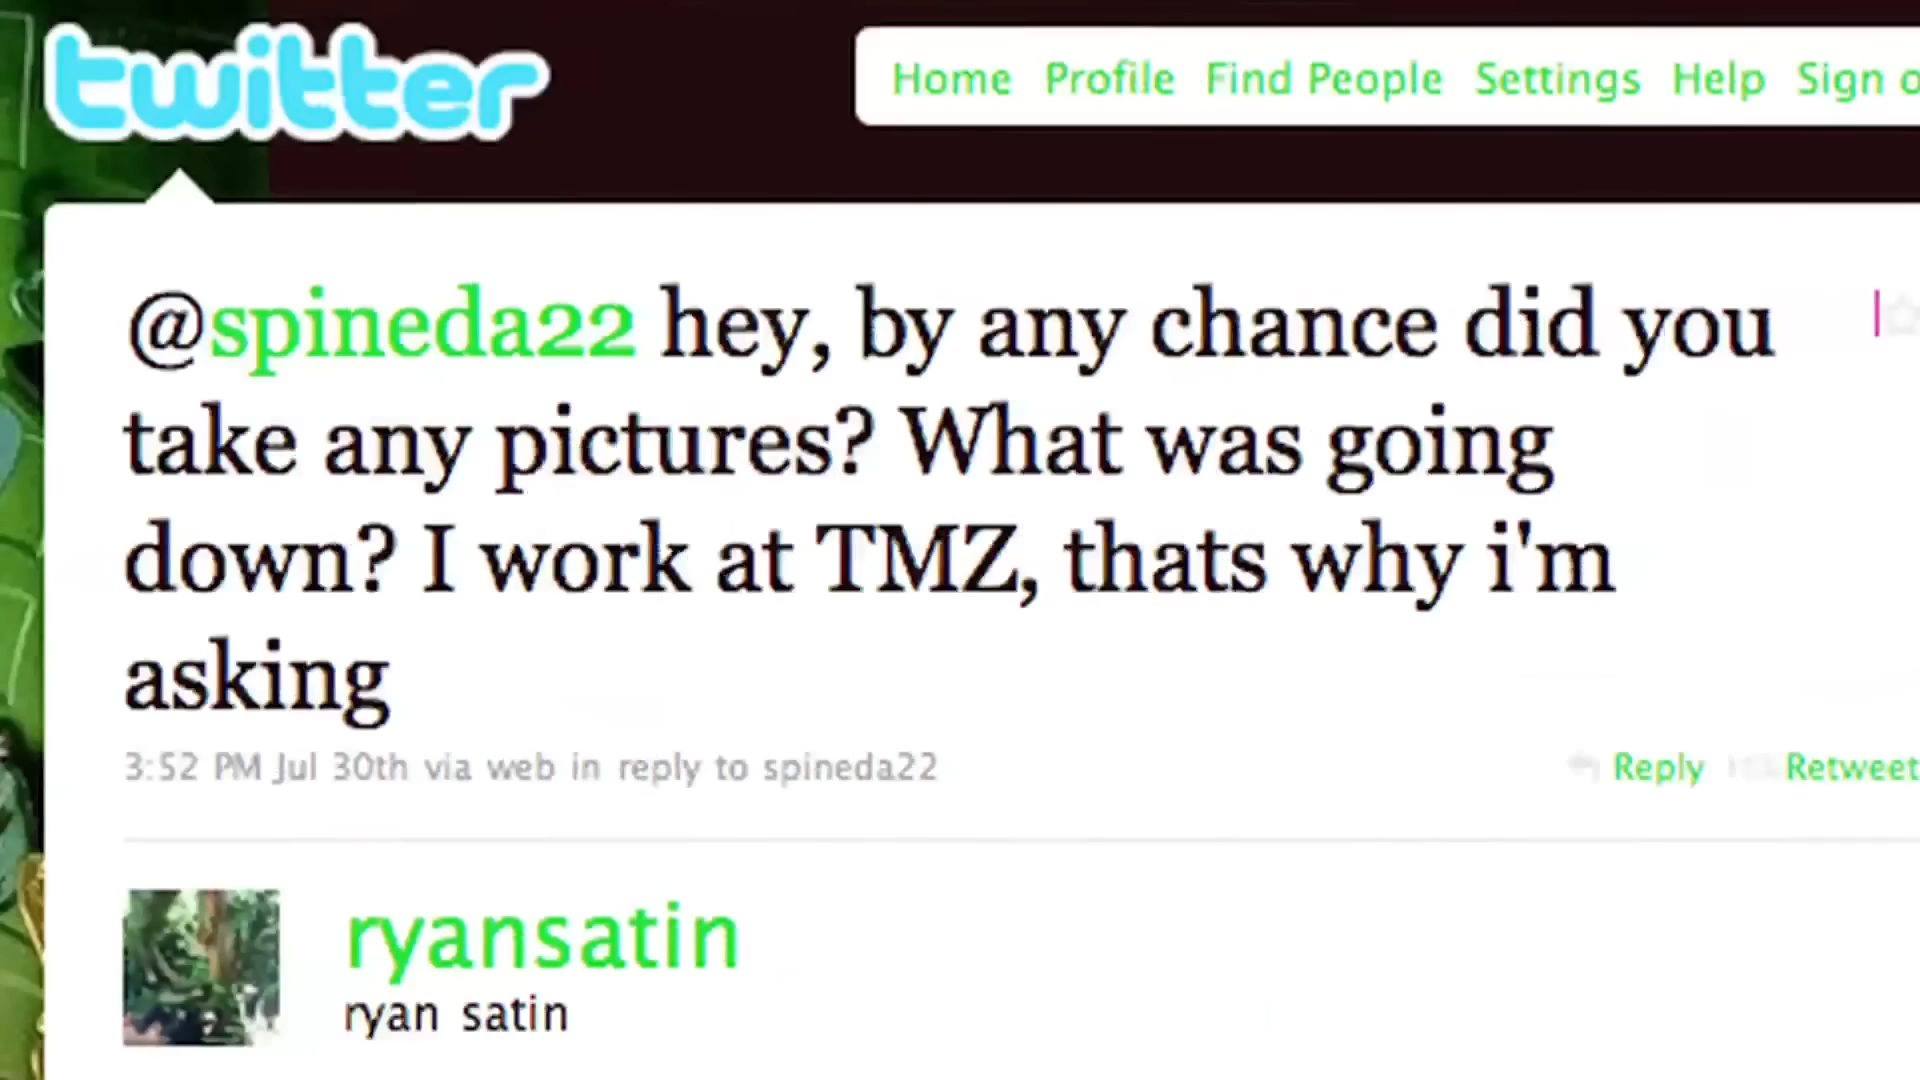 twitter
Home Profile Find People Settings Help Sign o
@spineda22 hey, by any chance did you
take any pictures? What was going
down? I work at TMZ, thats why i'm
asking
3:52 PM Jul 30th via web in reply to spineda22
Reply Retweet
ryansatin
ryan satin